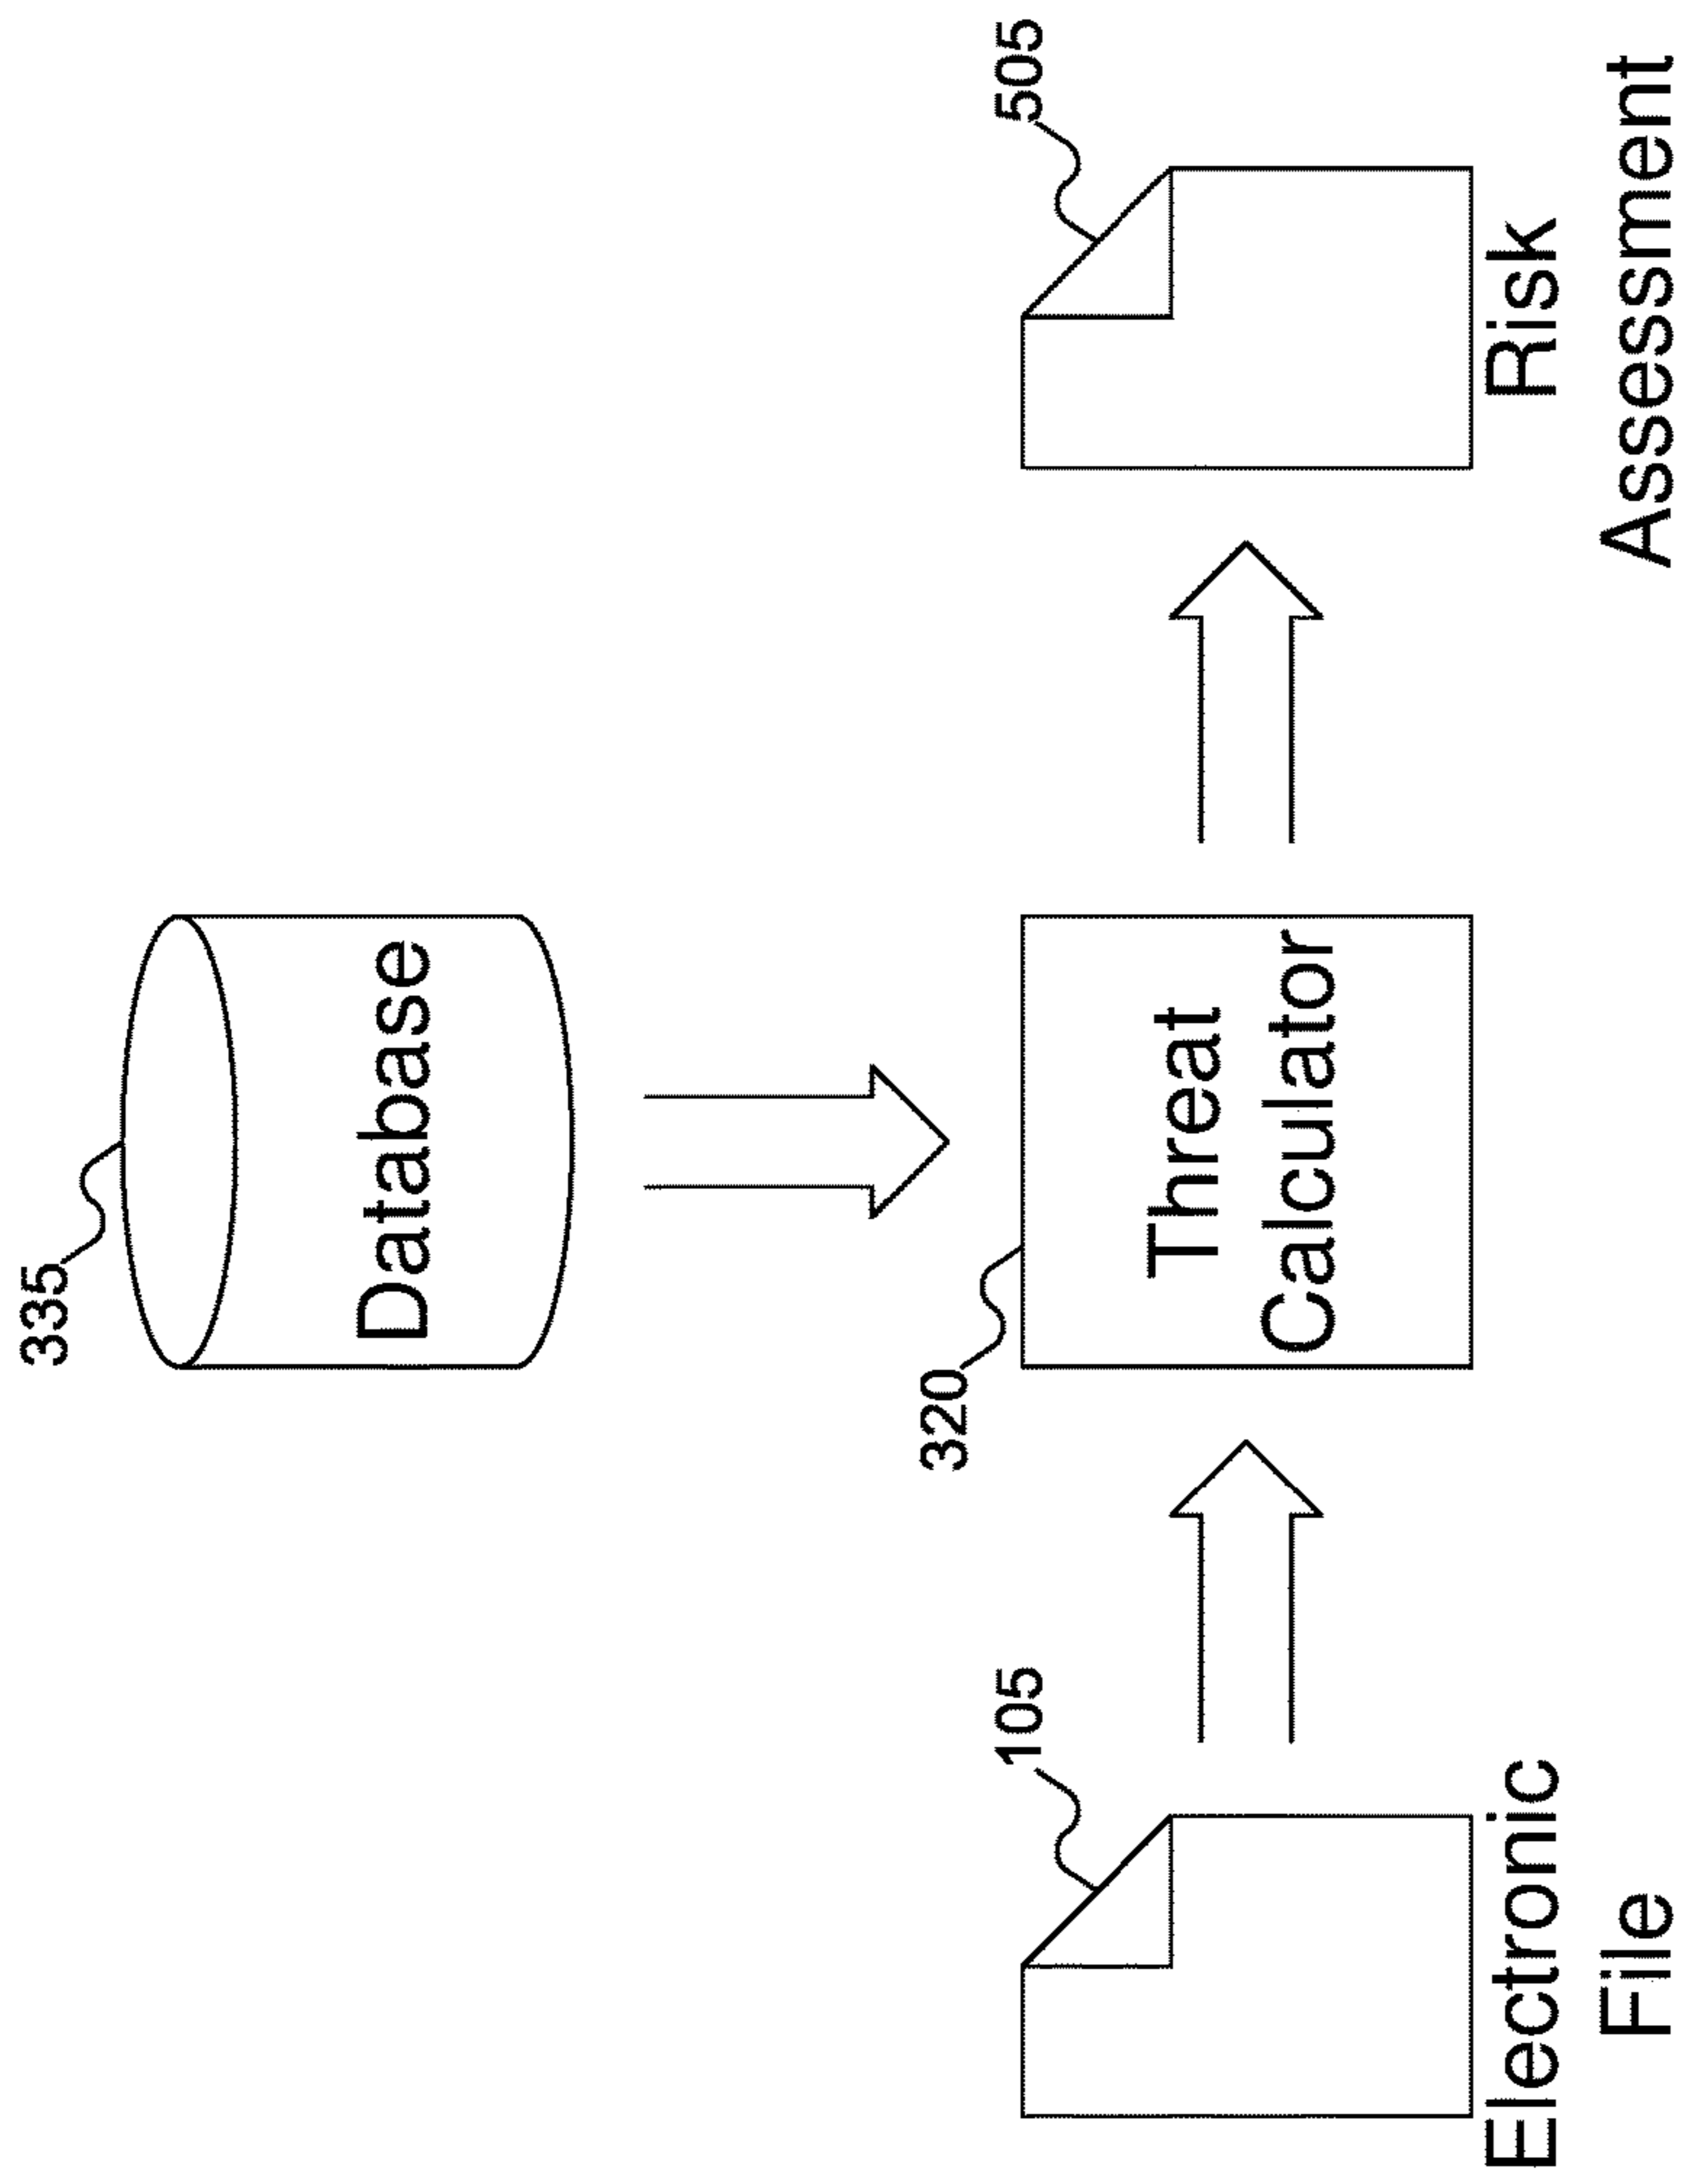 335
Database
320
Threat
Calculator
105
Electronic
File
505
Risk
Assessment